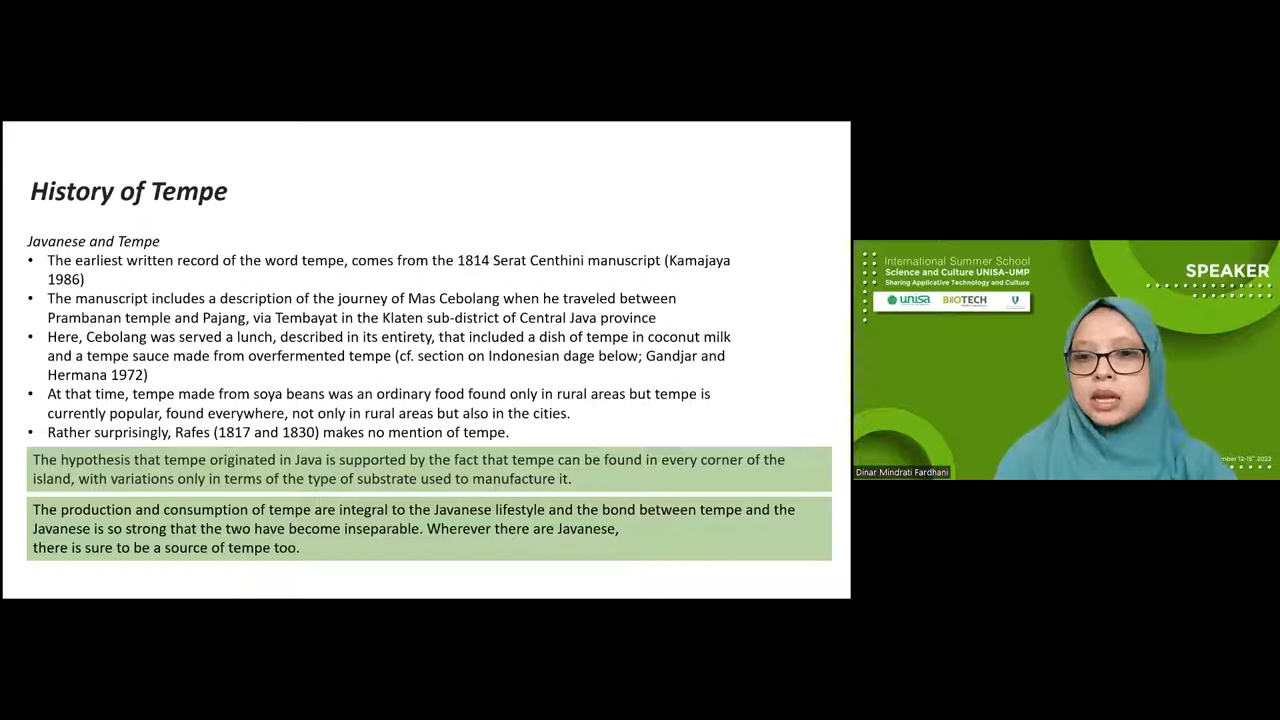 History of Tempe
Javanese and Tempe
• The earliest written record of the word tempe, comes from the 1814 Serat Centhini manuscript (Kamajaya
1986)
• The manuscript includes a description of the journey of Mas Cebolang when he traveled between
Prambanan temple and Pajang, via Tembayat in the Klaten sub-district of Central Java province
• Here, Cebolang was served a lunch, described in its entirety, that included a dish of tempe in coconut milk
and a tempe sauce made from overfermented tempe (cf. section on Indonesian dage below; Gandjar and
Hermana 1972)
• At that time, tempe made from soya beans was an ordinary food found only in rural areas but tempe is
currently popular, found everywhere, not only in rural areas but also in the cities.
• Rather surprisingly, Rafes (1817 and 1830) makes no mention of tempe.
The hypothesis that tempe originated in Java is supported by the fact that tempe can be found in every corner of the
island, with variations only in terms of the type of substrate used to manufacture it.
The production and consumption of tempe are integral to the Javanese lifestyle and the bond between tempe and the
Javanese is so strong that the two have become inseparable. Wherever there are Javanese,
there is sure to be a source of tempe too.
International Summer School
Science and Culture UNISA-UMP
Sharing Applicative Technology and Culture
unisa
BIOTECH
SPEAKER
Dinar Mindrati Fardhani